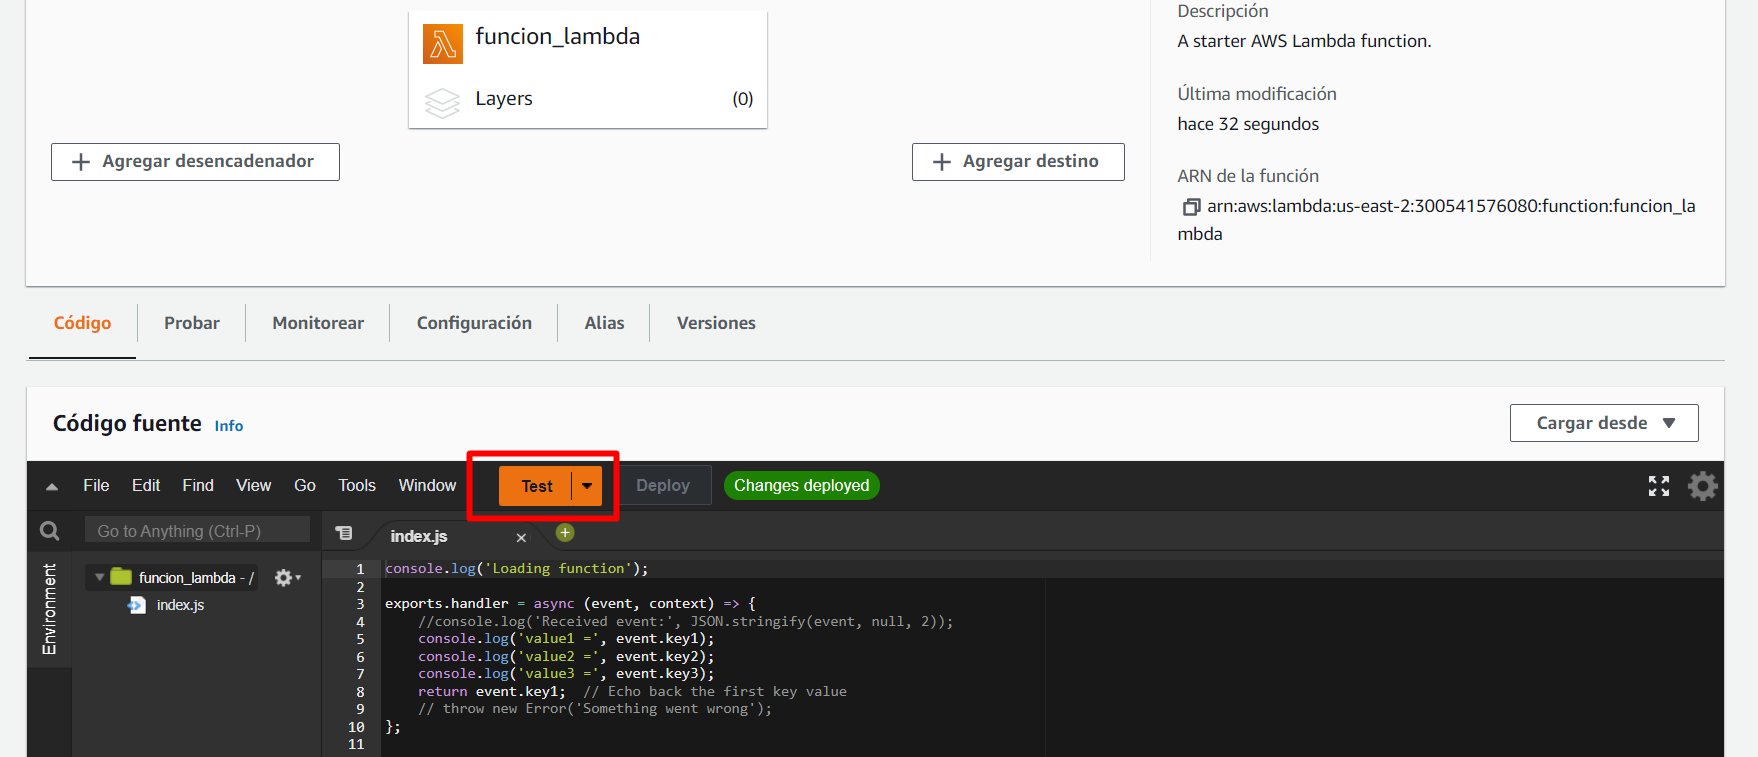 funcion_lambda
Layers
(0)
Agregar desencadenador
Agregar destino
Descripción
A starter AWS Lambda function.
Última modificación
hace 32 segundos
ARN de la función
arn:aws:lambda:us-east-2:300541576080:function:funcion_la
mbda
Código
Probar
Monitorear
Configuración
Alias
Versiones
Código fuente Info
Cargar desde
File Edit Find View Go Tools Window Test Deploy Changes deployed
Go to Anything (Ctrl-P)
index.js
Environment
funcion_lambda - /
index.js
1 console.log('Loading function');
2
3 exports.handler = async (event, context) => {
4 //console.log('Received event:', JSON.stringify(event, null, 2));
5 console.log('value1 =', event.key1);
6 console.log('value2 =', event.key2);
7 console.log('value3 =', event.key3);
8 return event.key1;  // Echo back the first key value
9 // throw new Error('Something went wrong');
10 };
11